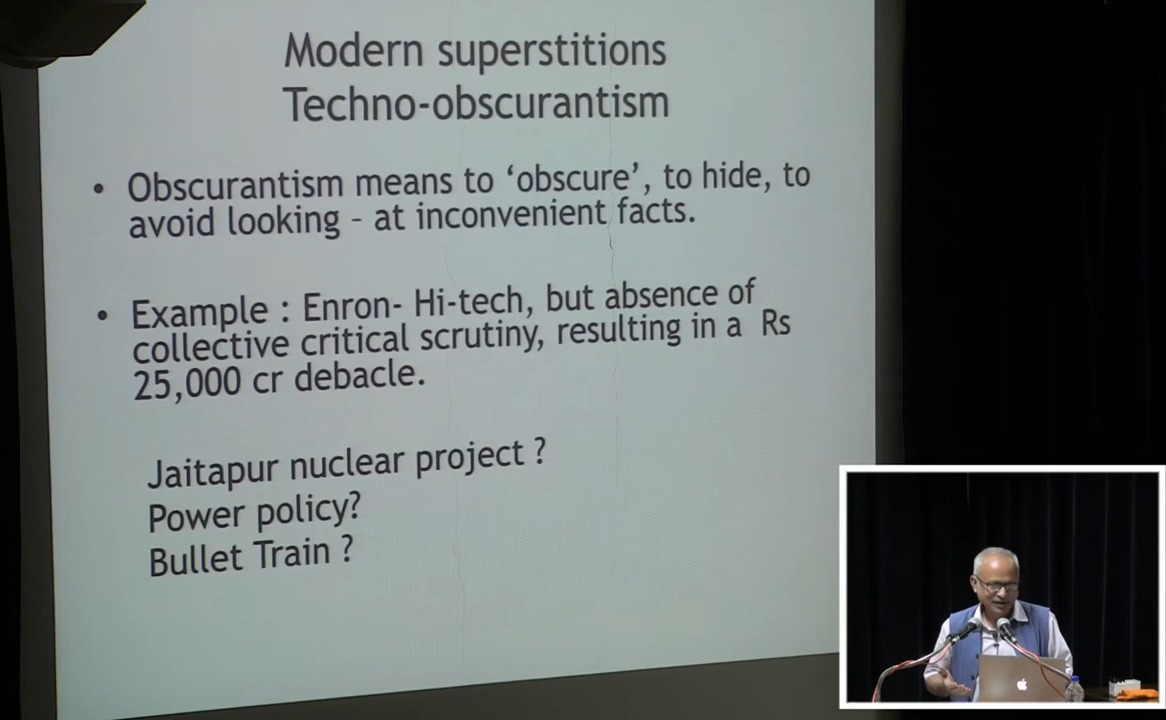 Modern superstitions
Techno-obscurantism
• Obscurantism means to ‘obscure’, to hide, to
avoid looking – at inconvenient facts.
• Example : Enron- Hi-tech, but absence of
collective critical scrutiny, resulting in a Rs
25,000 cr debacle.
Jaitapur nuclear project ?
Power policy?
Bullet Train ?